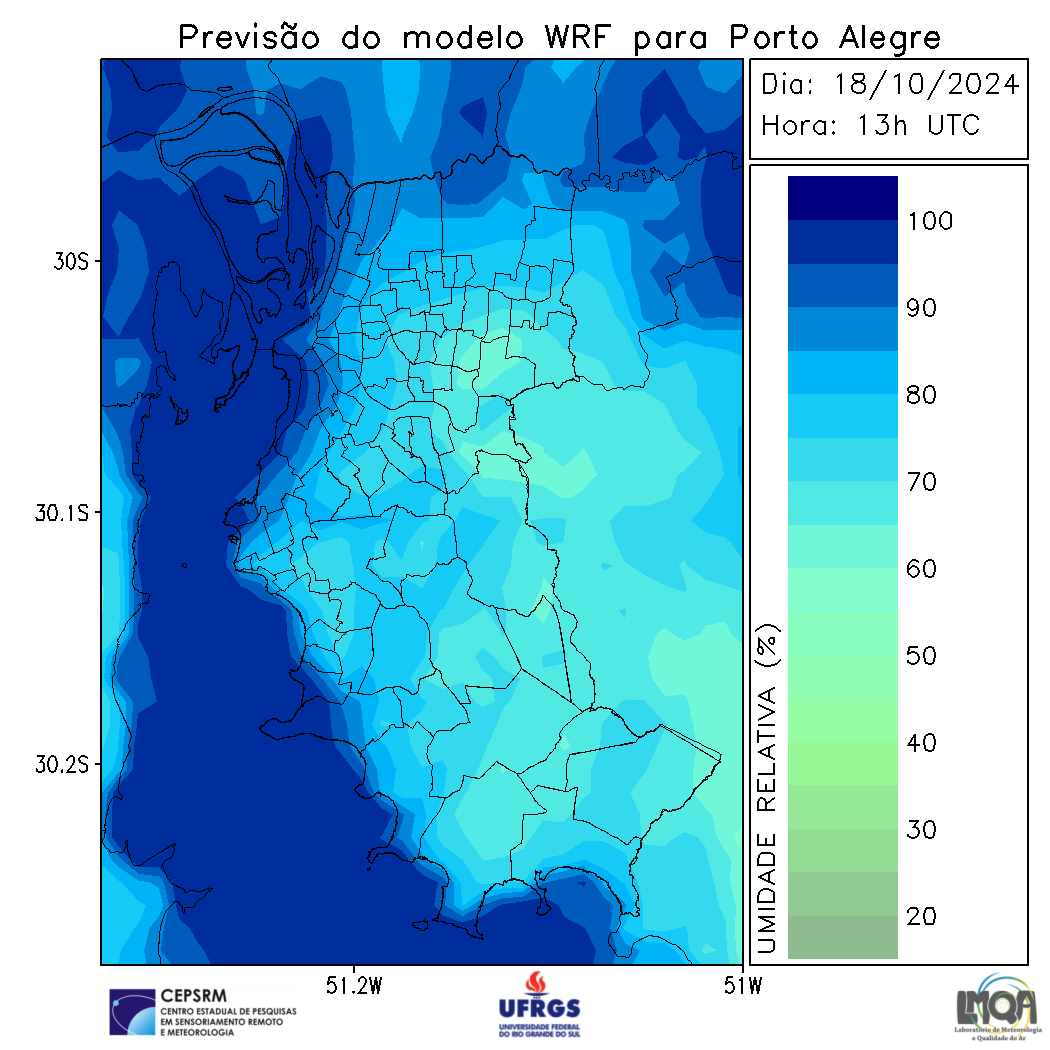 Previsão do modelo WRF para Porto Alegre
Dia: 18/10/2024
Hora: 13h UTC
100
90
80
70
60
50
40
30
20
UMIDADE RELATIVA (%)
30S
30.1S
30.2S
51.2W
51W
CEPSRM
CENTRO ESTADUAL DE PESQUISAS
EM SENSORIAMENTO REMOTO
E METEOROLOGIA
UFRGS
UNIVERSIDADE FEDERAL
DO RIO GRANDE DO SUL
LMQA
Laboratório de Meteorologia
e Qualidade do Ar